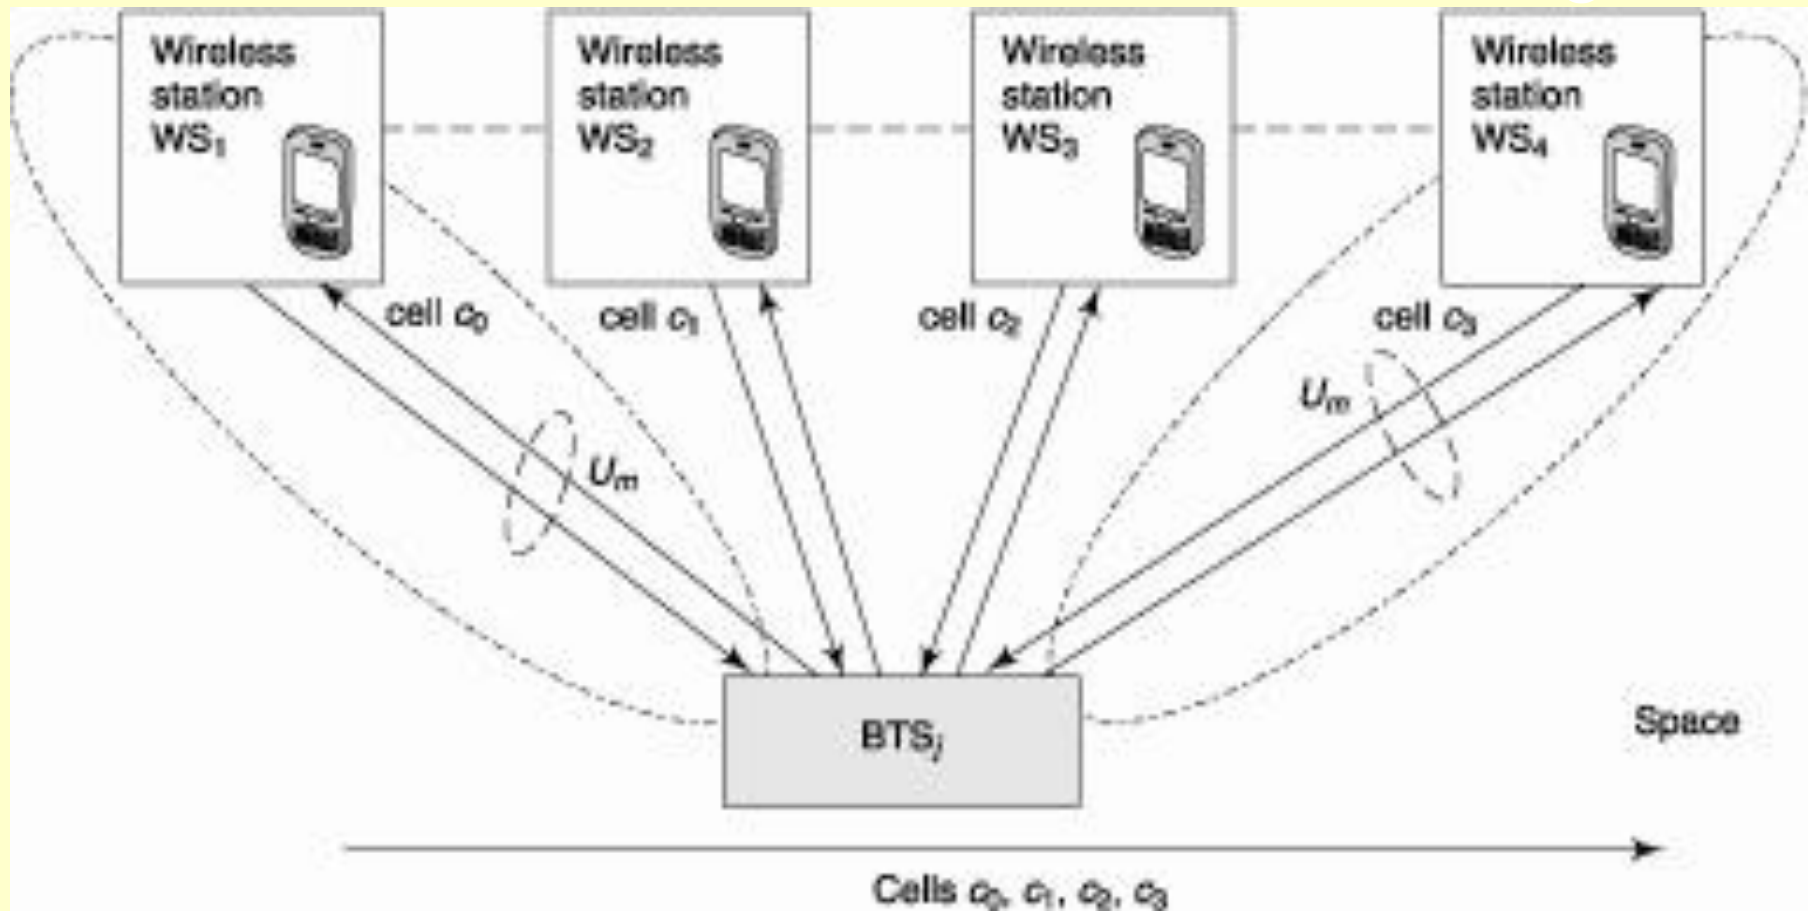 Wireless
station
WS₁
Wireless
station
WS₂
Wireless
station
WS₃
Wireless
station
WS₄
cell c₀
cell c₁
cell c₂
cell c₃
Uₘ
Uₘ
BTSⱼ
Space
Cells c₀, c₁, c₂, c₃